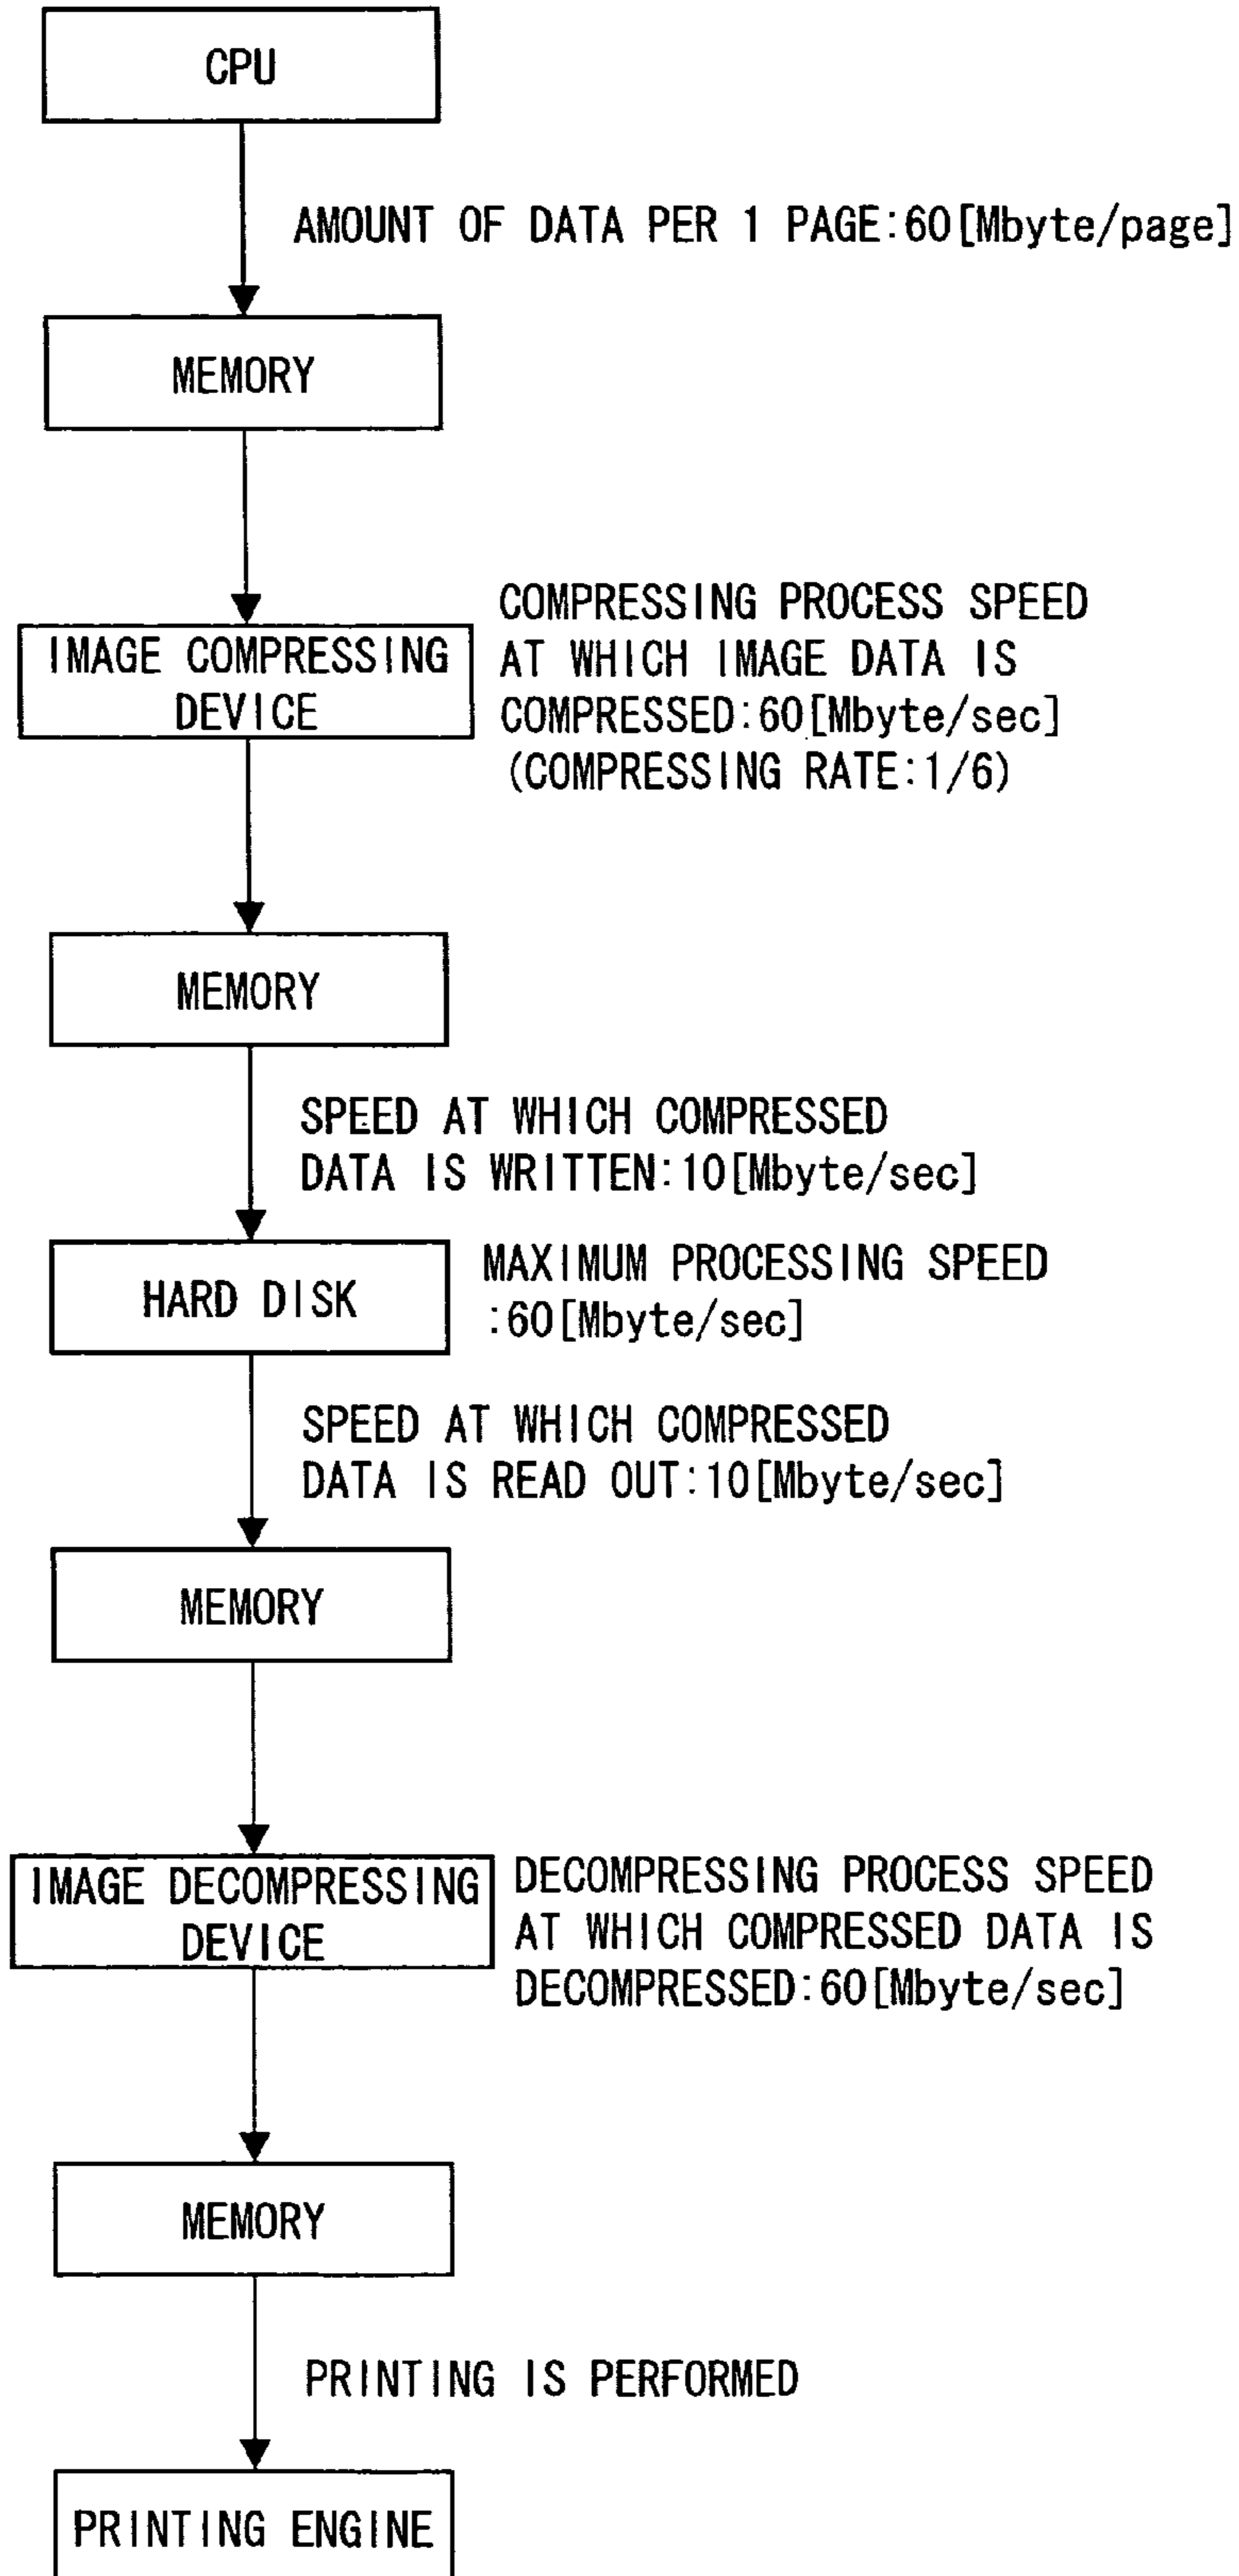 CPU
AMOUNT OF DATA PER 1 PAGE:60[Mbyte/page]
MEMORY
IMAGE COMPRESSING
DEVICE
COMPRESSING PROCESS SPEED
AT WHICH IMAGE DATA IS
COMPRESSED:60[Mbyte/sec]
(COMPRESSING RATE:1/6)
MEMORY
SPEED AT WHICH COMPRESSED
DATA IS WRITTEN:10[Mbyte/sec]
HARD DISK
MAXIMUM PROCESSING SPEED
:60[Mbyte/sec]
SPEED AT WHICH COMPRESSED
DATA IS READ OUT:10[Mbyte/sec]
MEMORY
IMAGE DECOMPRESSING
DEVICE
DECOMPRESSING PROCESS SPEED
AT WHICH COMPRESSED DATA IS
DECOMPRESSED:60[Mbyte/sec]
MEMORY
PRINTING IS PERFORMED
PRINTING ENGINE